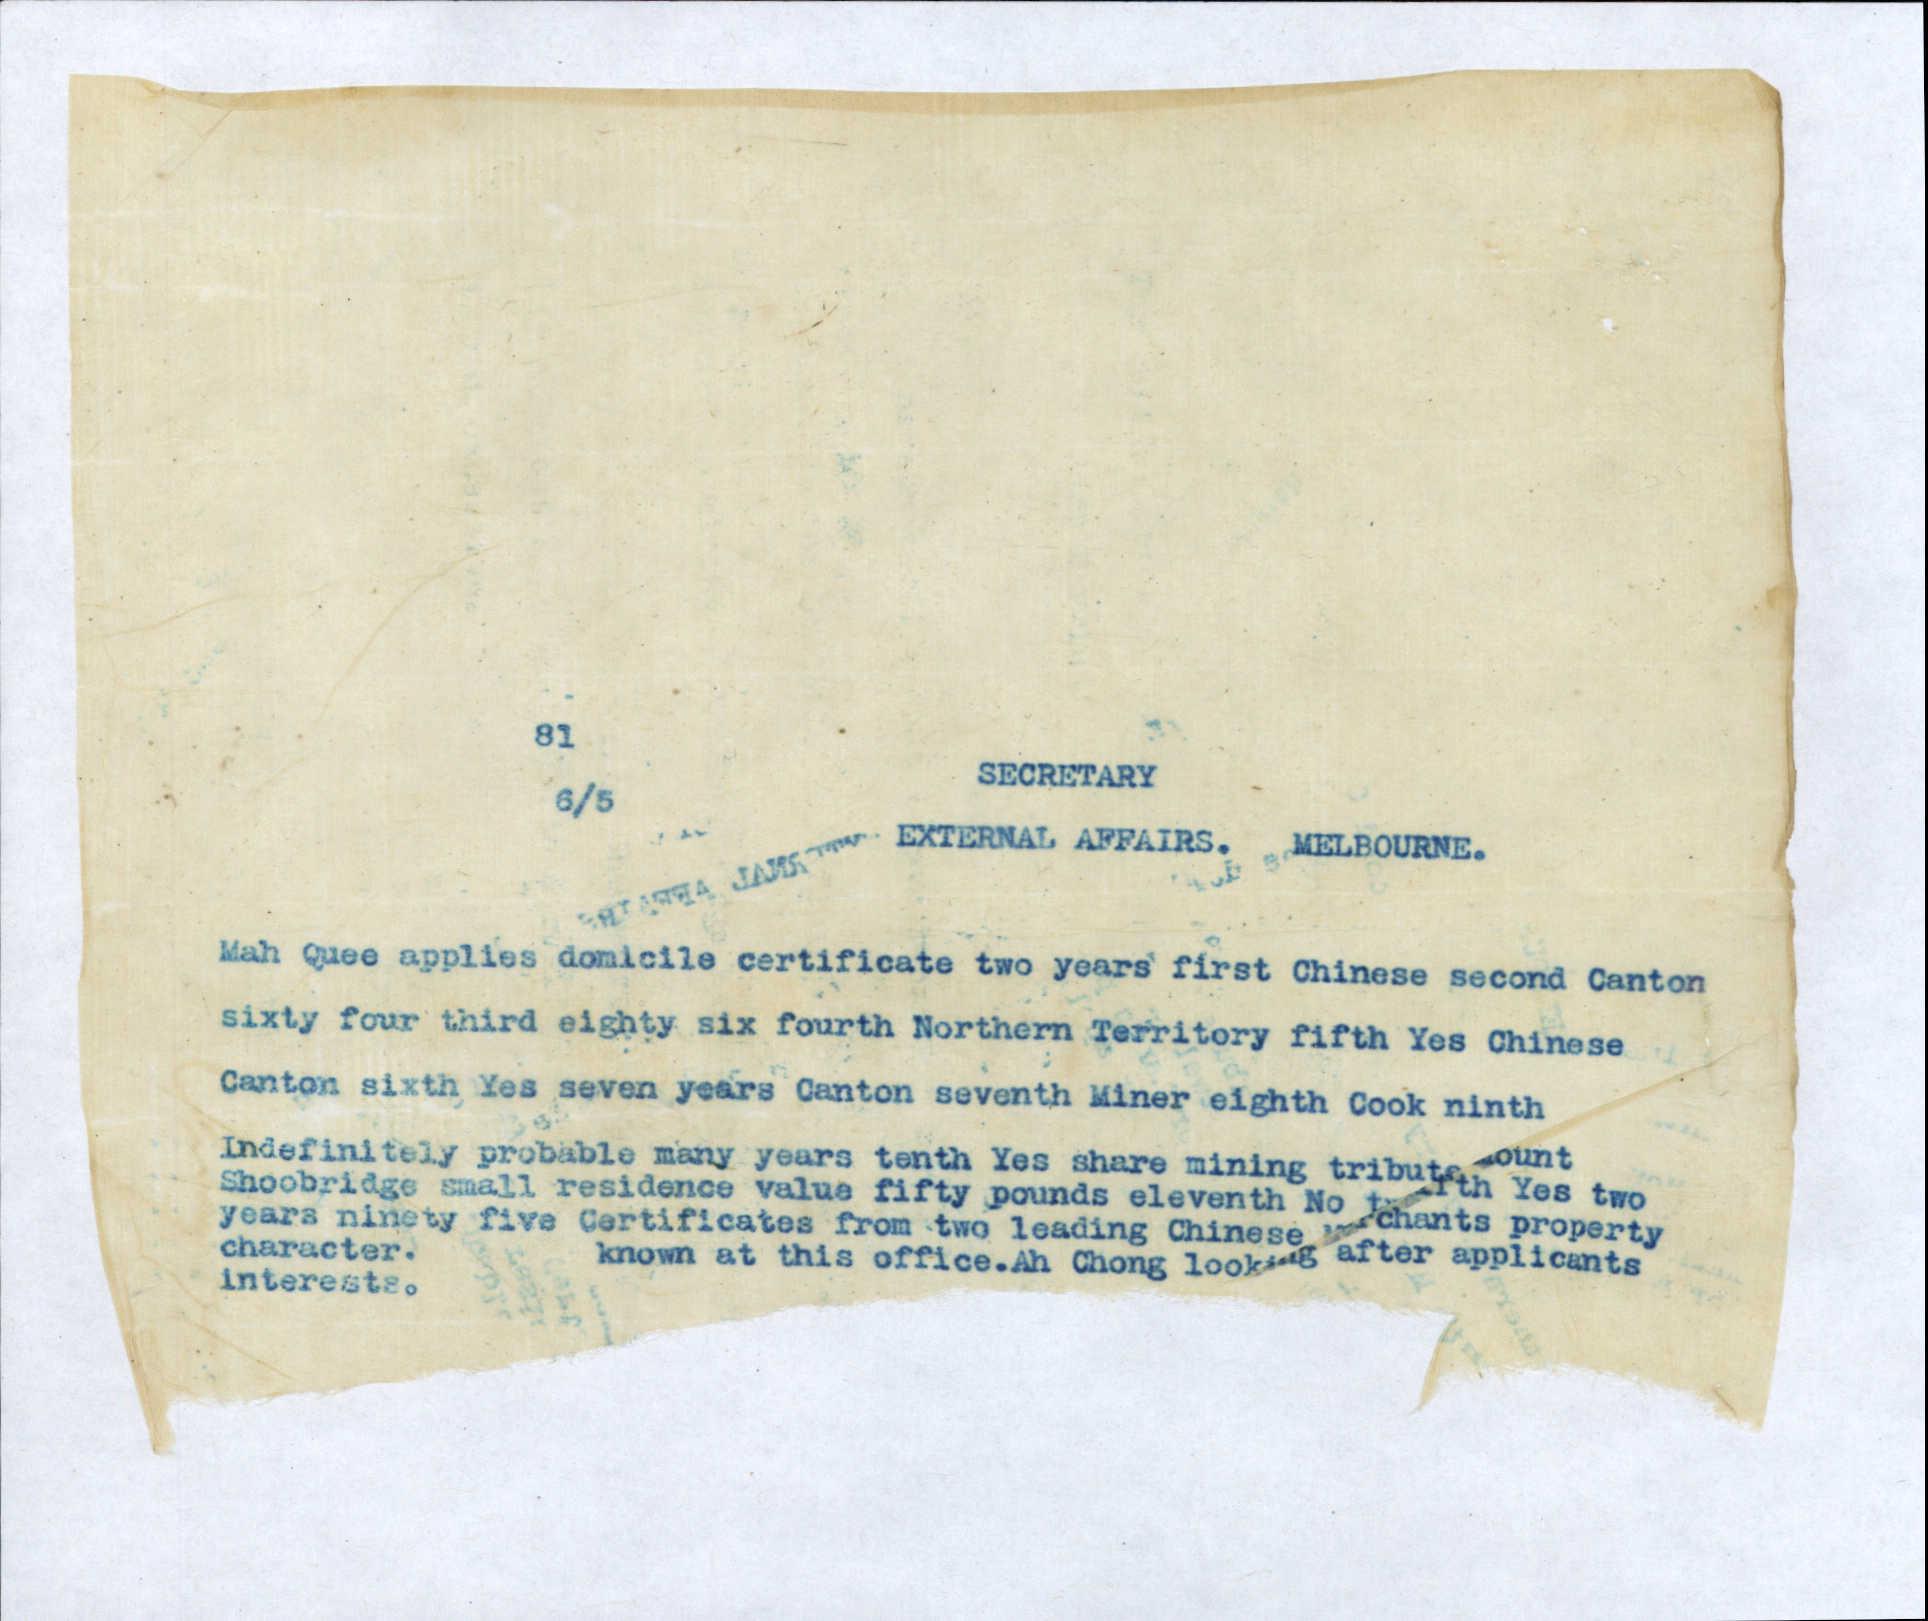 81
SECRETARY
6/5
EXTERNAL AFFAIRS. MELBOURNE.
Mah Quee applies domicile certificate two years first Chinese second Canton
sixty four third eighty six fourth Northern Territory fifth Yes Chinese
Canton sixth Yes seven years Canton seventh Miner eighth Cook ninth
Indefinitely probable many years tenth Yes share mining tribute ount
Shoobridge small residence value fifty pounds eleventh No rth Yes two
years ninety five Certificates from two leading Chinese chants property
character. known at this office.Ah Chong looking after applicants
interests.